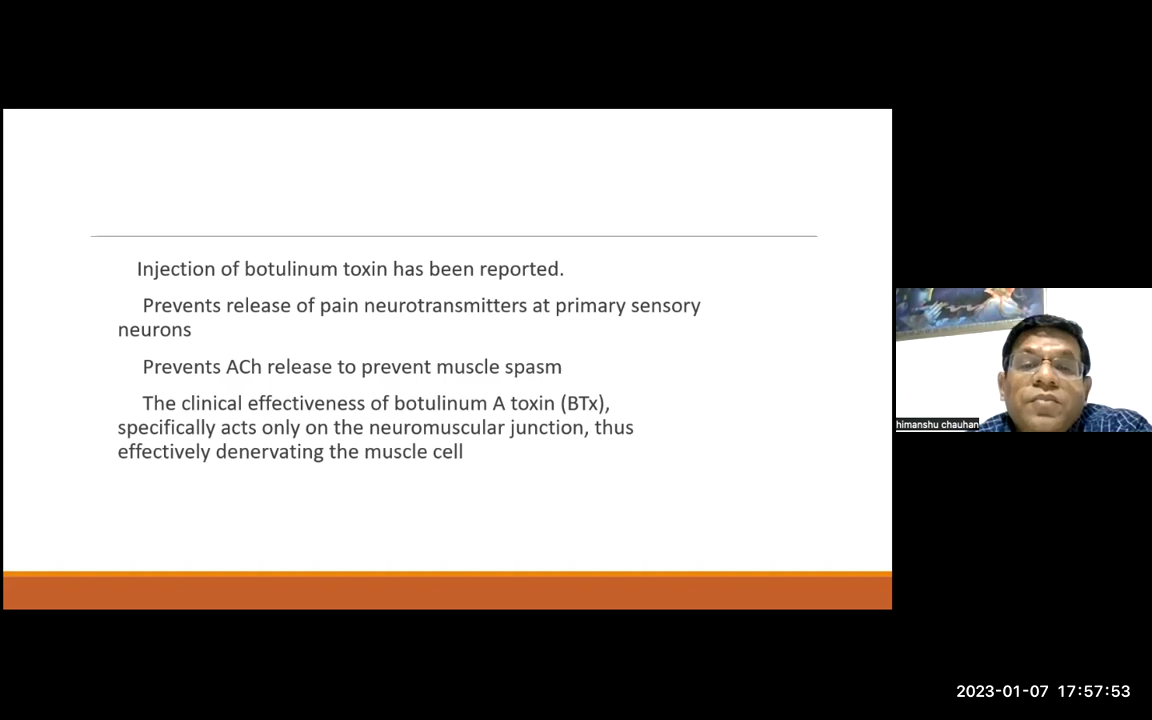 Injection of botulinum toxin has been reported.
Prevents release of pain neurotransmitters at primary sensory
neurons
Prevents ACh release to prevent muscle spasm
The clinical effectiveness of botulinum A toxin (BTx),
specifically acts only on the neuromuscular junction, thus
effectively denervating the muscle cell
himanshu chauhan
2023-01-07 17:57:53